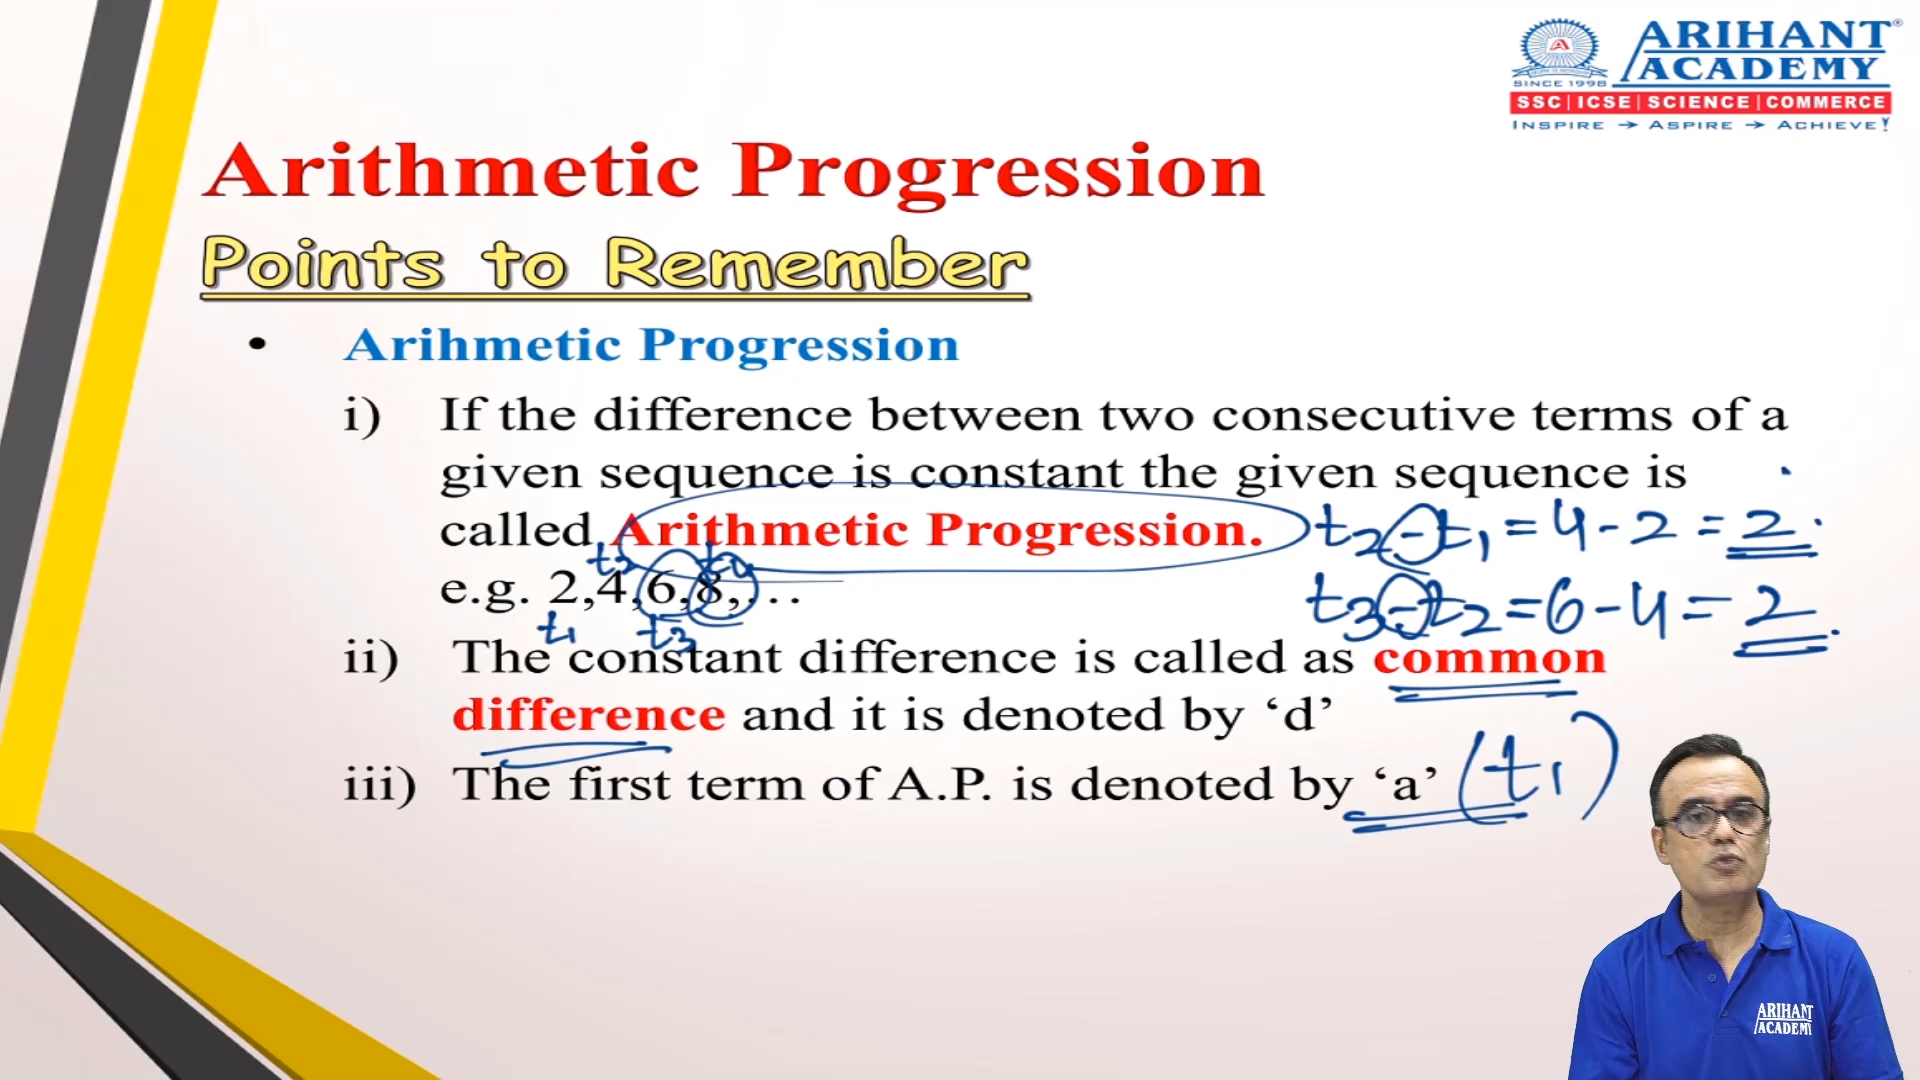 ARIHANT
ACADEMY
SINCE 1998
SSC | ICSE | SCIENCE | COMMERCE
INSPIRE → ASPIRE → ACHIEVE!
Arithmetic Progression
Points to Remember
• Arihmetic Progression
i) If the difference between two consecutive terms of a
given sequence is constant the given sequence is
called Arithmetic Progression.
t2 - t1 = 4 - 2 = 2
t2 t4
e.g. 2,4,6,8,...
t3 - t2 = 6 - 4 = 2
t1 t3
ii) The constant difference is called as common
difference and it is denoted by ‘d’
iii) The first term of A.P. is denoted by ‘a’ (t1)
ARIHANT
ACADEMY